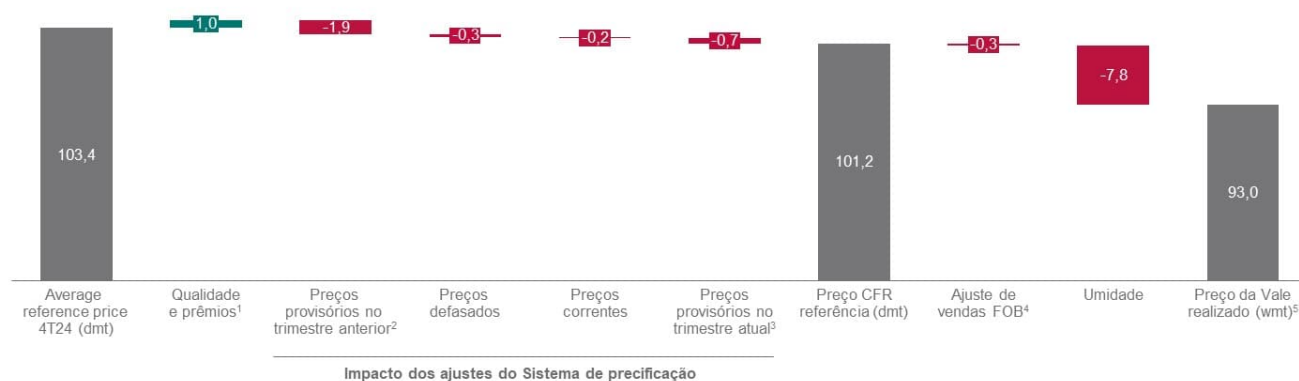 1,0
-1,9
-0,3
-0,2
-0,7
-0,3
-7,8
103,4
101,2
93,0
Average
reference price
4T24 (dmt)
Qualidade
e prêmios¹
Preços
provisórios no
trimestre anterior²
Preços
defasados
Preços
correntes
Preços
provisórios no
trimestre atual³
Preço CFR
referência (dmt)
Ajuste de
vendas FOB⁴
Umidade
Preço da Vale
realizado (wmt)⁵
Impacto dos ajustes do Sistema de precificação